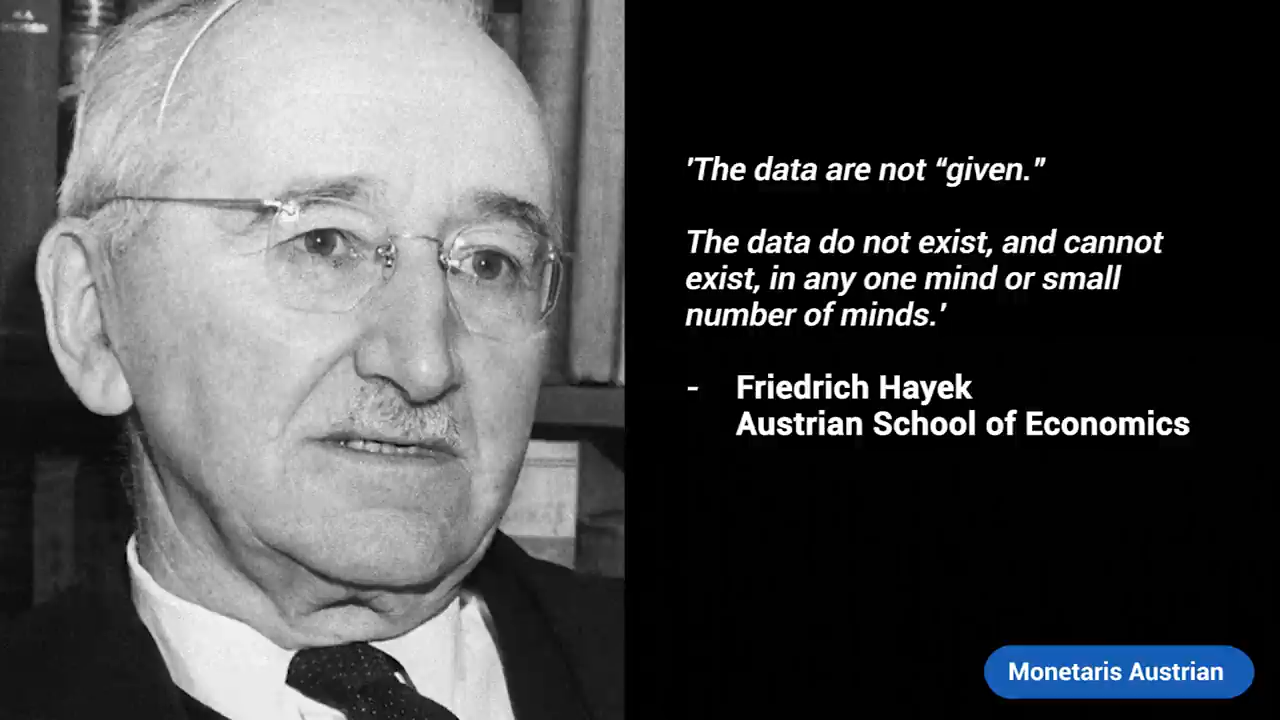 'The data are not “given.”
The data do not exist, and cannot
exist, in any one mind or small
number of minds.'
- Friedrich Hayek
Austrian School of Economics
Monetaris Austrian